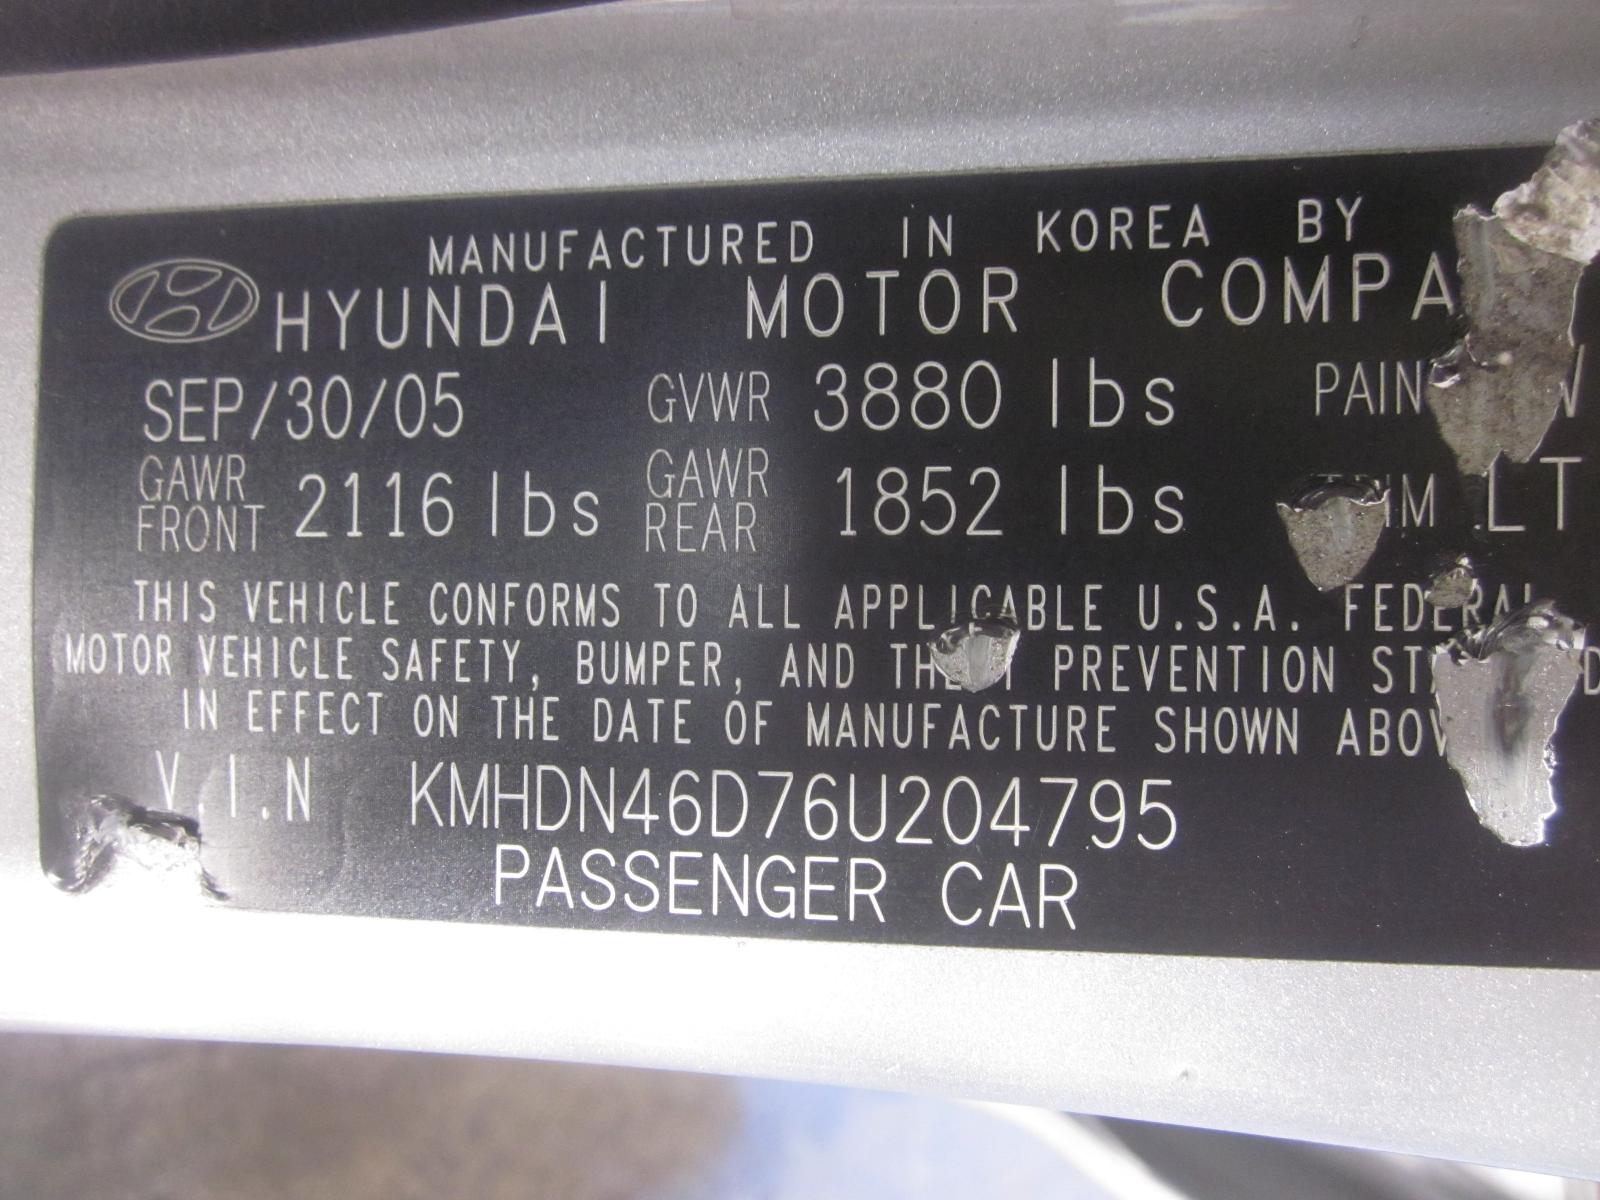 MANUFACTURED IN KOREA BY
HYUNDAI MOTOR
SEP/30/05 GVWR 3880 lbs
GAWR FRONT 2116 lbs GAWR REAR 1852 lbs LT
THIS VEHICLE CONFORMS TO ALL APPLICABLE U.S.A. FEDERAL
MOTOR VEHICLE SAFETY, BUMPER, AND PREVENTION
IN EFFECT ON THE DATE OF MANUFACTURE SHOWN
V.I.N KMHDN46D76U204795
PASSENGER CAR